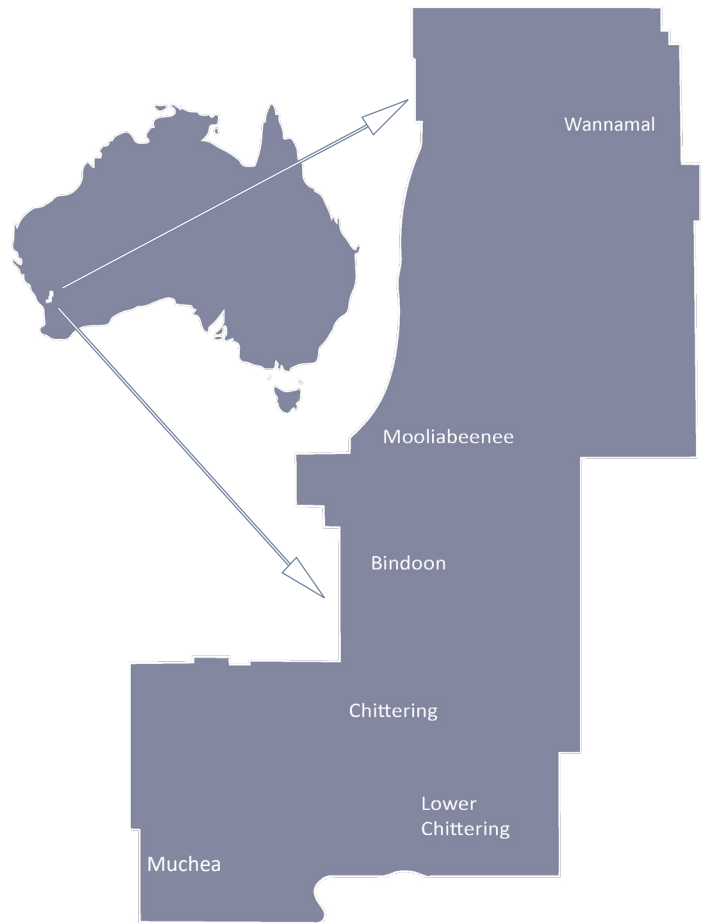 Wannamal
Mooliabeenee
Bindoon
Chittering
Lower
Chittering
Muchea